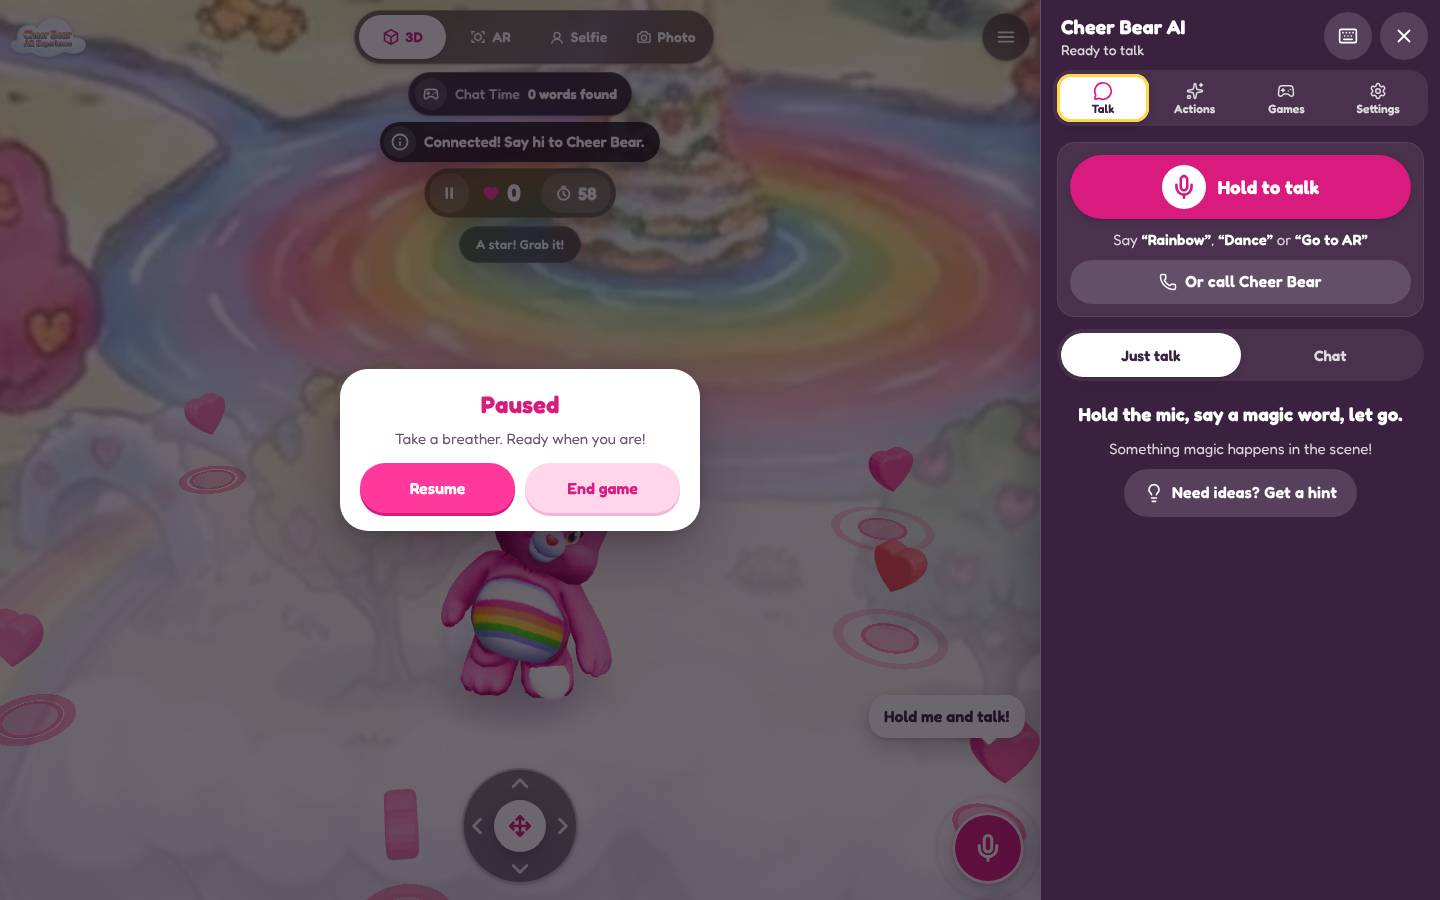 Cheer Bear
AR Experience
3D
AR
Selfie
Photo
Chat Time 0 words found
Connected! Say hi to Cheer Bear.
0
58
A star! Grab it!
Paused
Take a breather. Ready when you are!
Resume
End game
Hold me and talk!
Cheer Bear AI
Ready to talk
Talk
Actions
Games
Settings
Hold to talk
Say “Rainbow”, “Dance” or “Go to AR”
Or call Cheer Bear
Just talk
Chat
Hold the mic, say a magic word, let go.
Something magic happens in the scene!
Need ideas? Get a hint